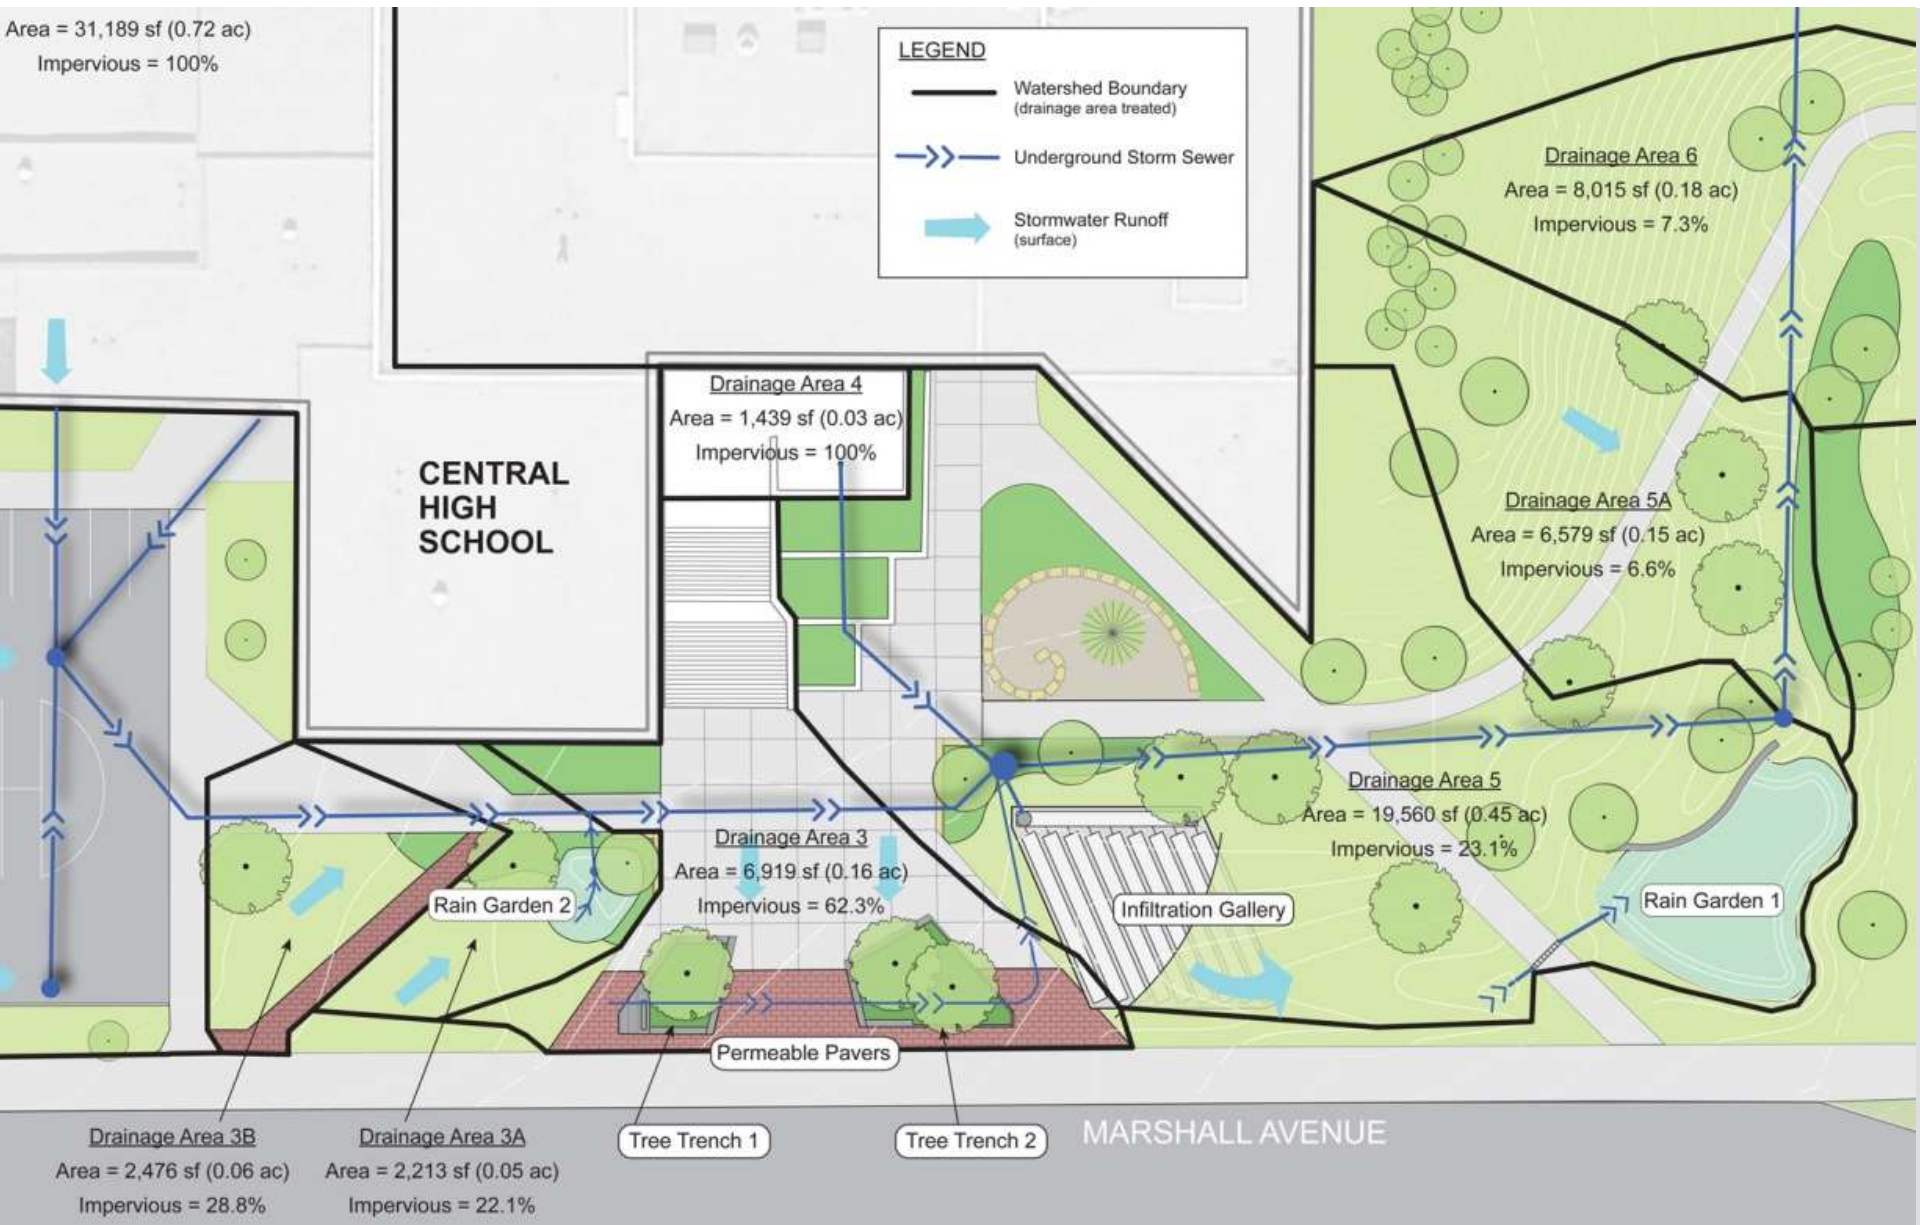 Area = 31,189 sf (0.72 ac)
Impervious = 100%
LEGEND
Watershed Boundary
(drainage area treated)
Underground Storm Sewer
Stormwater Runoff
(surface)
Drainage Area 6
Area = 8,015 sf (0.18 ac)
Impervious = 7.3%
Drainage Area 4
Area = 1,439 sf (0.03 ac)
Impervious = 100%
CENTRAL
HIGH
SCHOOL
Drainage Area 5A
Area = 6,579 sf (0.15 ac)
Impervious = 6.6%
Drainage Area 5
Area = 19,560 sf (0.45 ac)
Impervious = 23.1%
Drainage Area 3
Area = 6,919 sf (0.16 ac)
Impervious = 62.3%
Rain Garden 2
Infiltration Gallery
Rain Garden 1
Permeable Pavers
Tree Trench 1
Tree Trench 2
MARSHALL AVENUE
Drainage Area 3B
Area = 2,476 sf (0.06 ac)
Impervious = 28.8%
Drainage Area 3A
Area = 2,213 sf (0.05 ac)
Impervious = 22.1%